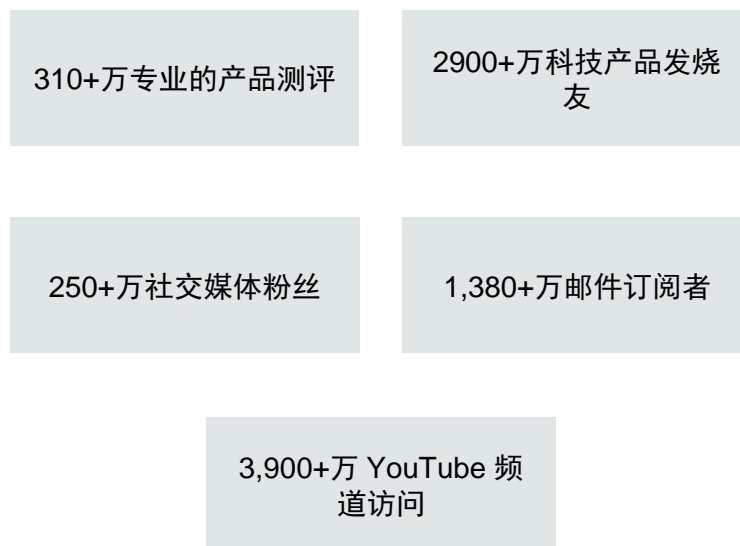 310+万专业的产品测评
2900+万科技产品发烧
友
250+万社交媒体粉丝
1,380+万邮件订阅者
3,900+万 YouTube 频
道访问